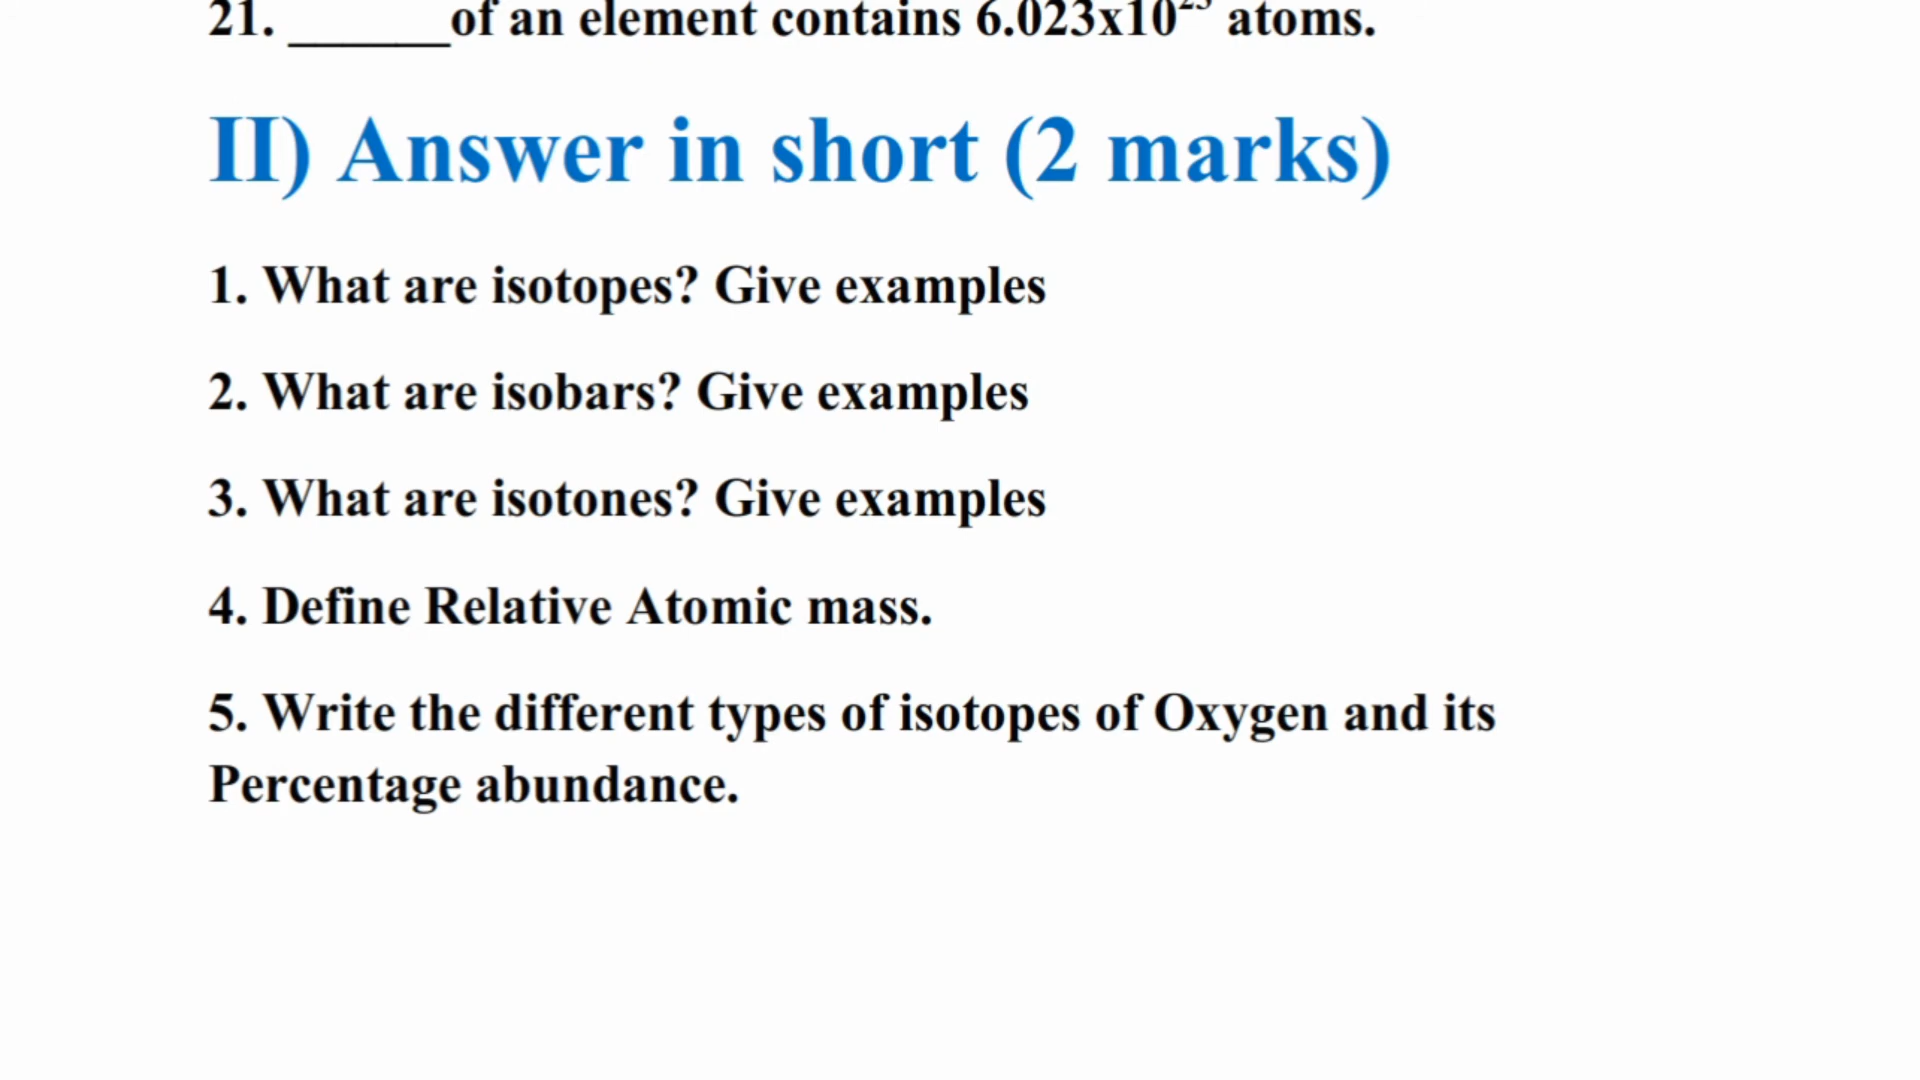 21. ______of an element contains 6.023x10²³ atoms.
II) Answer in short (2 marks)
1. What are isotopes? Give examples
2. What are isobars? Give examples
3. What are isotones? Give examples
4. Define Relative Atomic mass.
5. Write the different types of isotopes of Oxygen and its
Percentage abundance.